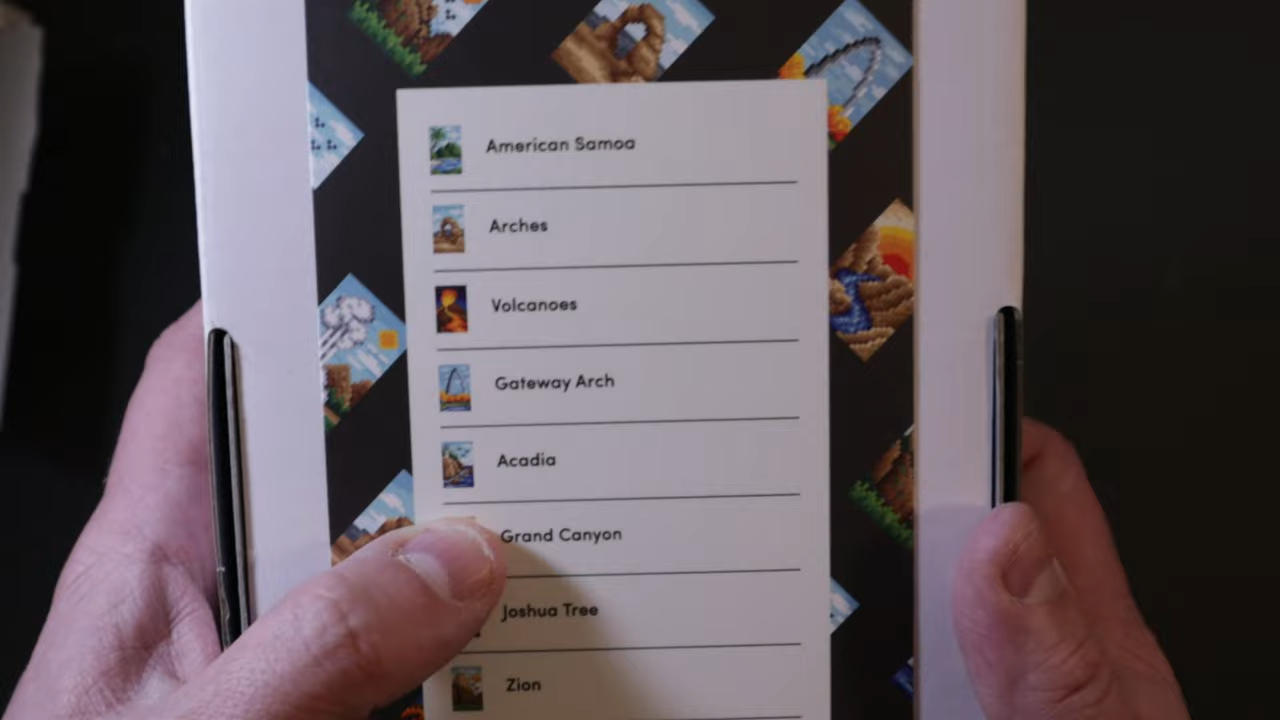 American Samoa
Arches
Volcanoes
Gateway Arch
Acadia
Grand Canyon
Joshua Tree
Zion